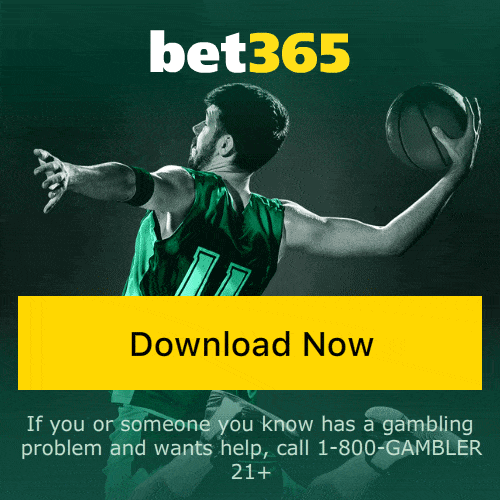 bet365
11
Download Now
If you or someone you know has a gambling
problem and wants help, call 1-800-GAMBLER
21+